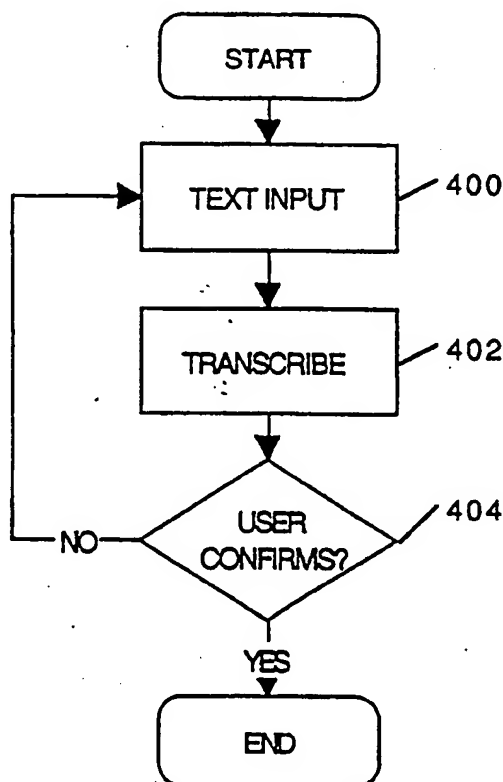 START
TEXT INPUT
400
TRANSCRIBE
402
USER
CONFIRMS?
404
NO
YES
END